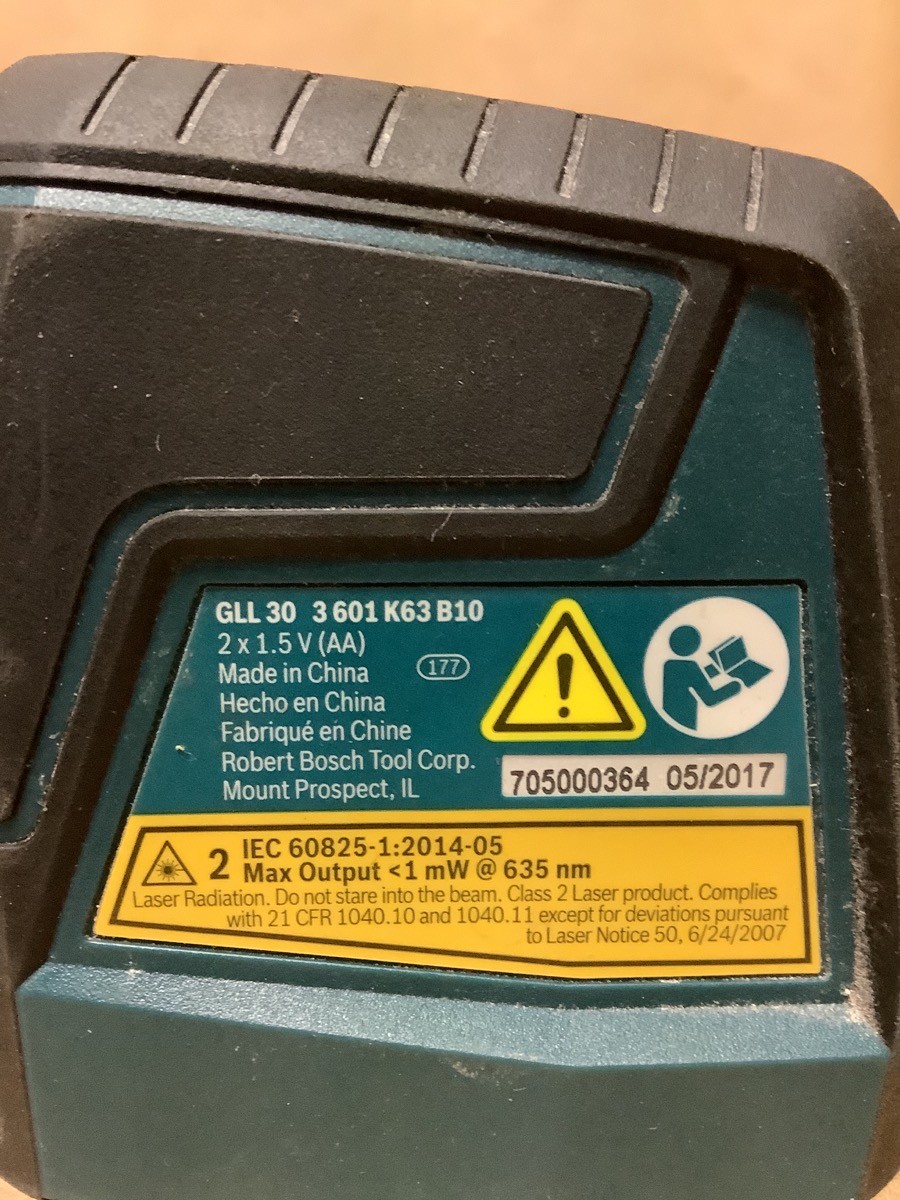 GLL 30 3 601 K63 B10
2 x 1.5 V (AA)
Made in China 177
Hecho en China
Fabriqué en Chine
Robert Bosch Tool Corp.
Mount Prospect, IL
705000364 05/2017
2 IEC 60825-1:2014-05
Max Output <1 mW @ 635 nm
Laser Radiation. Do not stare into the beam. Class 2 Laser product. Complies
with 21 CFR 1040.10 and 1040.11 except for deviations pursuant
to Laser Notice 50, 6/24/2007